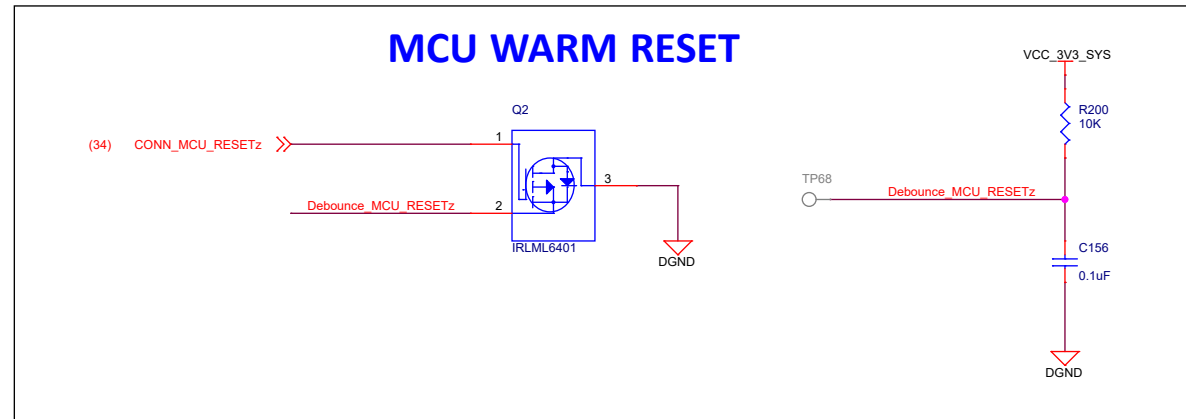 MCU WARM RESET
VCC_3V3_SYS
Q2
R200
10K
1
(34) CONN_MCU_RESETz
3
TP68
Debounce_MCU_RESETz
Debounce_MCU_RESETz
2
IRLML6401
DGND
C156
0.1uF
DGND